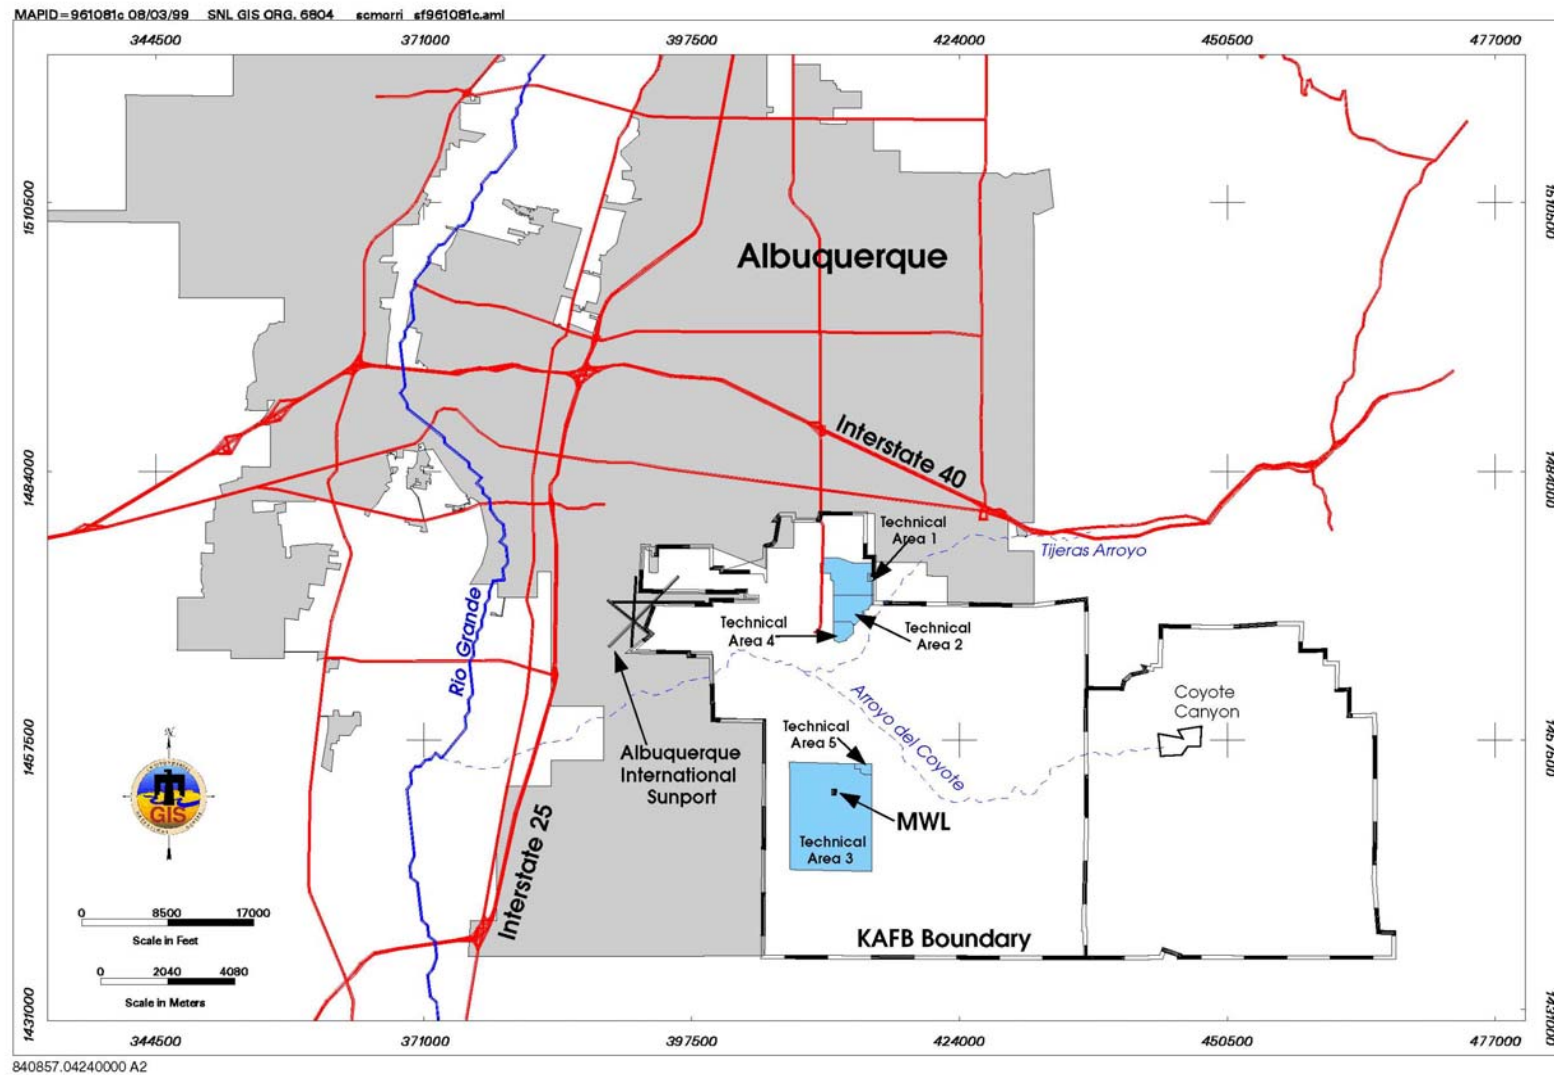 MAPID=961081c 08/03/99 SNL GIS ORG. 6804 scmorri sf961081c.aml
344500 371000 397500 424000 450500 477000
1510500
1510500
Albuquerque
Interstate 40
1484000
1484000
Technical
Area 1
Tijeras Arroyo
Rio Grande
Technical
Area 4
Technical
Area 2
Arroyo del Coyote
Coyote
Canyon
1457500
1457500
Technical
Area 5
Albuquerque
International
Sunport
N
GIS
MWL
Technical
Area 3
Interstate 25
0 8500 17000
Scale in Feet
KAFB Boundary
0 2040 4080
Scale in Meters
1431000
1431000
344500 371000 397500 424000 450500 477000
840857.04240000 A2